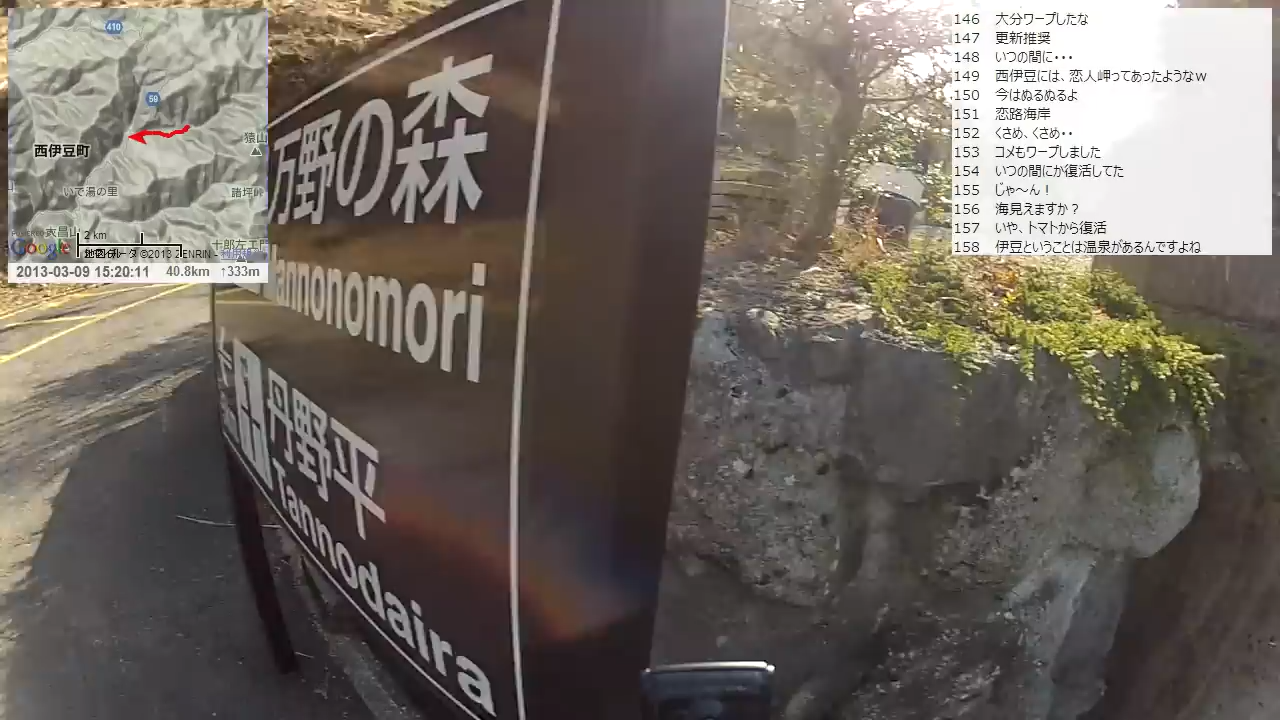 410
59
西伊豆町
猿山
いで湯の里
諸坪峠
2 km
Google
2013-03-09 15:20:11 40.8km ↑333m
万野の森
annonomori
丹野平
Tannodaira
146 大分ワープしたな
147 更新推奨
148 いつの間に・・・
149 西伊豆には、恋人岬ってあったようなw
150 今はぬるぬるよ
151 恋路海岸
152 くさめ、くさめ・・
153 コメもワープしました
154 いつの間にか復活してた
155 じゃ～ん！
156 海見えますか？
157 いや、トマトから復活
158 伊豆ということは温泉があるんですよね